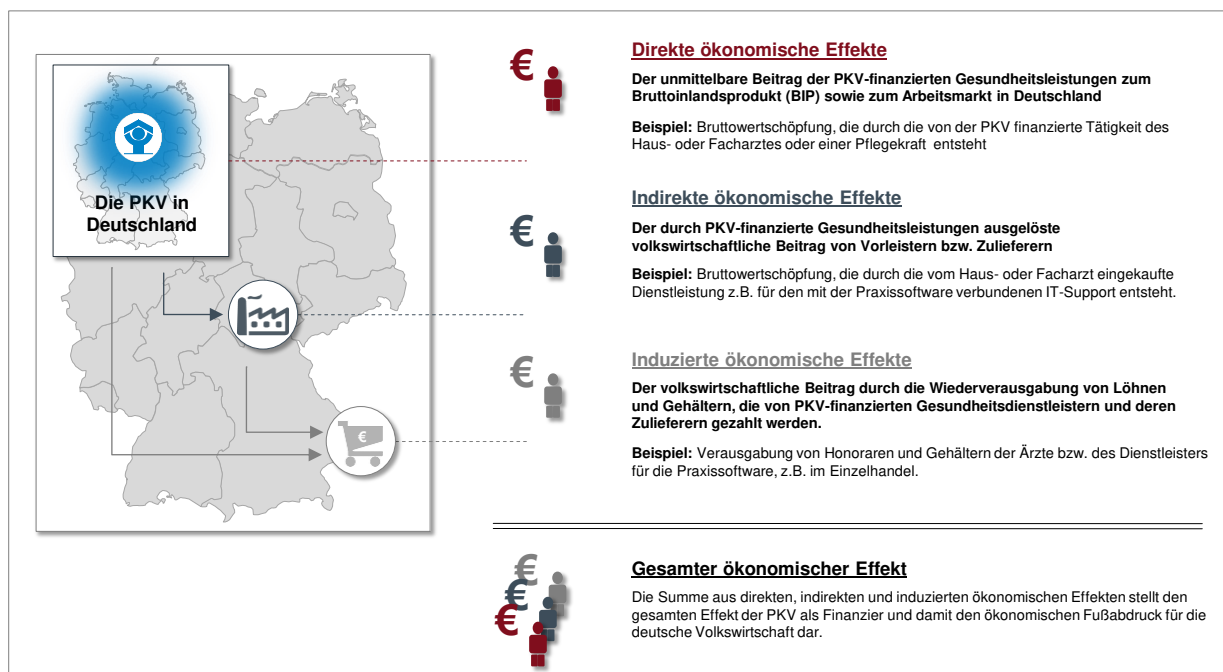 Die PKV in
Deutschland
€
Direkte ökonomische Effekte
Der unmittelbare Beitrag der PKV-finanzierten Gesundheitsleistungen zum
Bruttoinlandsprodukt (BIP) sowie zum Arbeitsmarkt in Deutschland
Beispiel: Bruttowertschöpfung, die durch die von der PKV finanzierte Tätigkeit des
Haus- oder Facharztes oder einer Pflegekraft entsteht
€
Indirekte ökonomische Effekte
Der durch PKV-finanzierte Gesundheitsleistungen ausgelöste
volkswirtschaftliche Beitrag von Vorleistern bzw. Zulieferern
Beispiel: Bruttowertschöpfung, die durch die vom Haus- oder Facharzt eingekaufte
Dienstleistung z.B. für den mit der Praxissoftware verbundenen IT-Support entsteht.
€
€
Induzierte ökonomische Effekte
Der volkswirtschaftliche Beitrag durch die Wiederverausgabung von Löhnen
und Gehältern, die von PKV-finanzierten Gesundheitsdienstleistern und deren
Zulieferern gezahlt werden.
Beispiel: Verausgabung von Honoraren und Gehältern der Ärzte bzw. des Dienstleisters
für die Praxissoftware, z.B. im Einzelhandel.
€
€
€
Gesamter ökonomischer Effekt
Die Summe aus direkten, indirekten und induzierten ökonomischen Effekten stellt den
gesamten Effekt der PKV als Finanzier und damit den ökonomischen Fußabdruck für die
deutsche Volkswirtschaft dar.